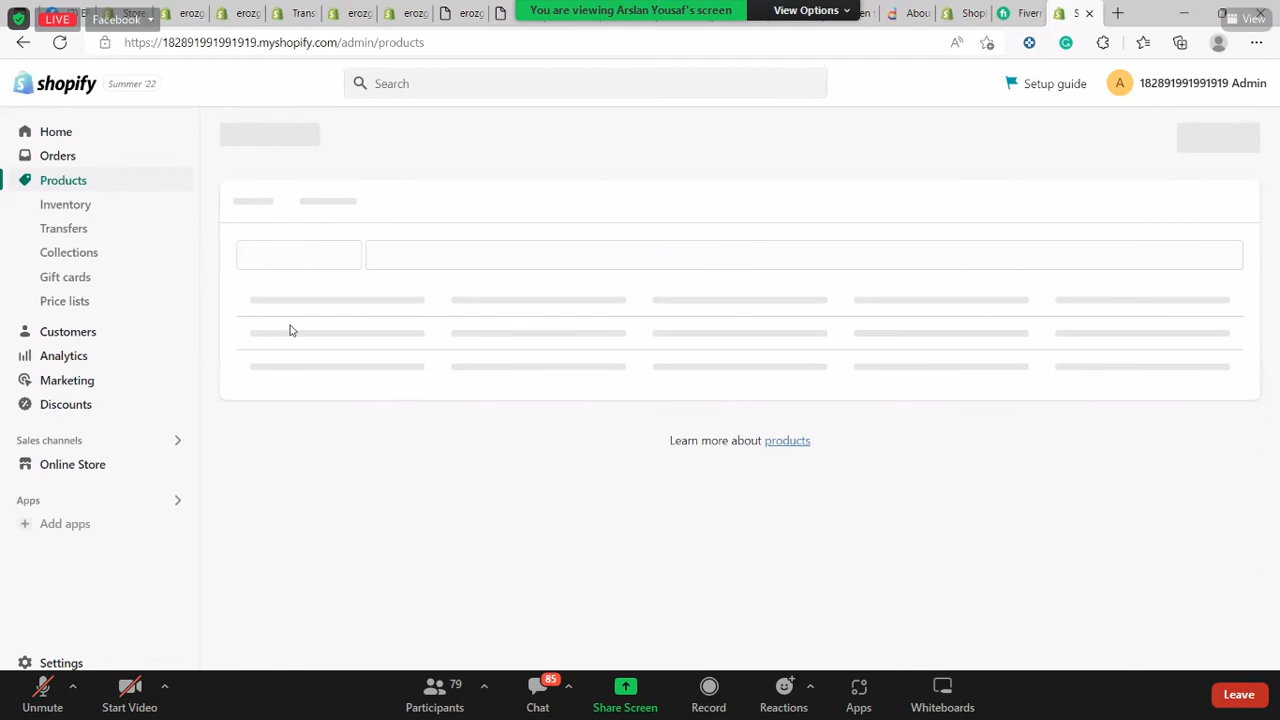 LIVE Facebook
Store
erozg
erozg
Tran
erozg
erozg
You are viewing Arslan Yousaf's screen
View Options
Abou
Shop
Fiver
S
View
https://182891991991919.myshopify.com/admin/products
shopify
Summer '22
Search
Setup guide
A
182891991991919 Admin
Home
Orders
Products
Inventory
Transfers
Collections
Gift cards
Price lists
Customers
Analytics
Marketing
Discounts
Sales channels
Online Store
Apps
Add apps
Learn more about products
Settings
Unmute
Start Video
79
Participants
85
Chat
Share Screen
Record
Reactions
Apps
Whiteboards
Leave